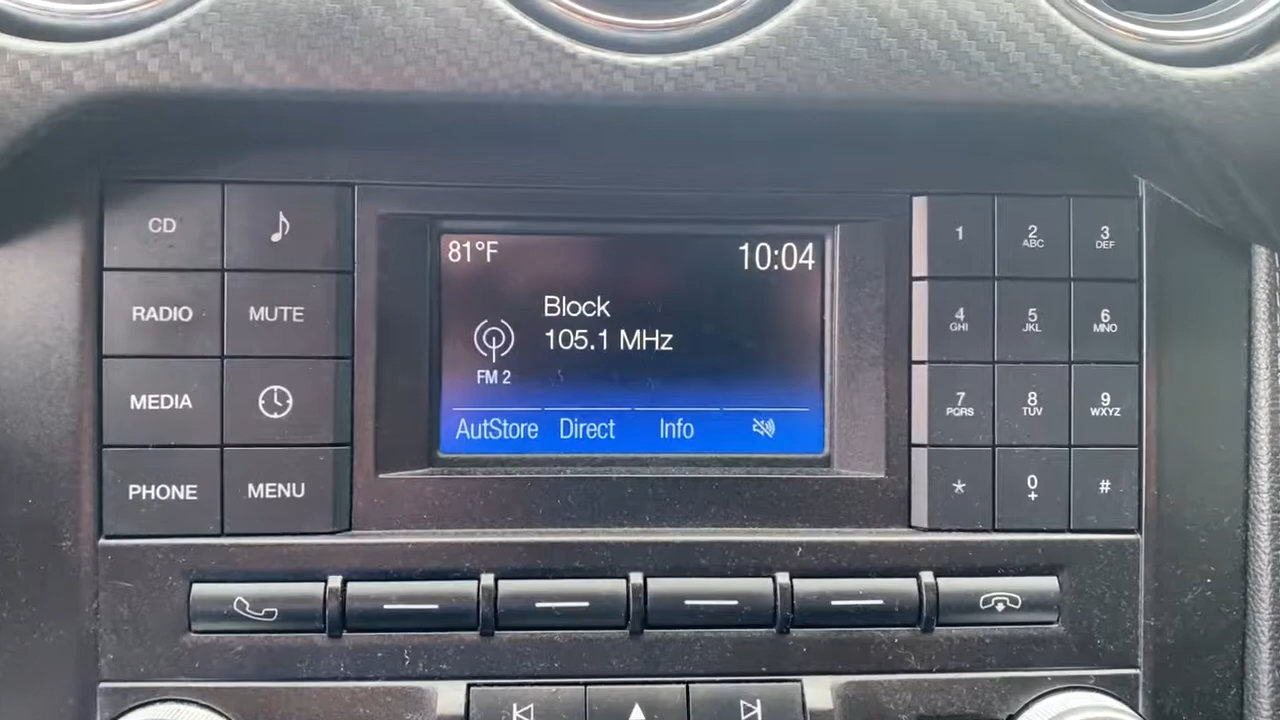 CD
RADIO
MUTE
MEDIA
PHONE
MENU
81°F
10:04
Block
105.1 MHz
FM 2
AutStore
Direct
Info
1
2
ABC
3
DEF
4
GHI
5
JKL
6
MNO
7
PQRS
8
TUV
9
WXYZ
*
0
+
#